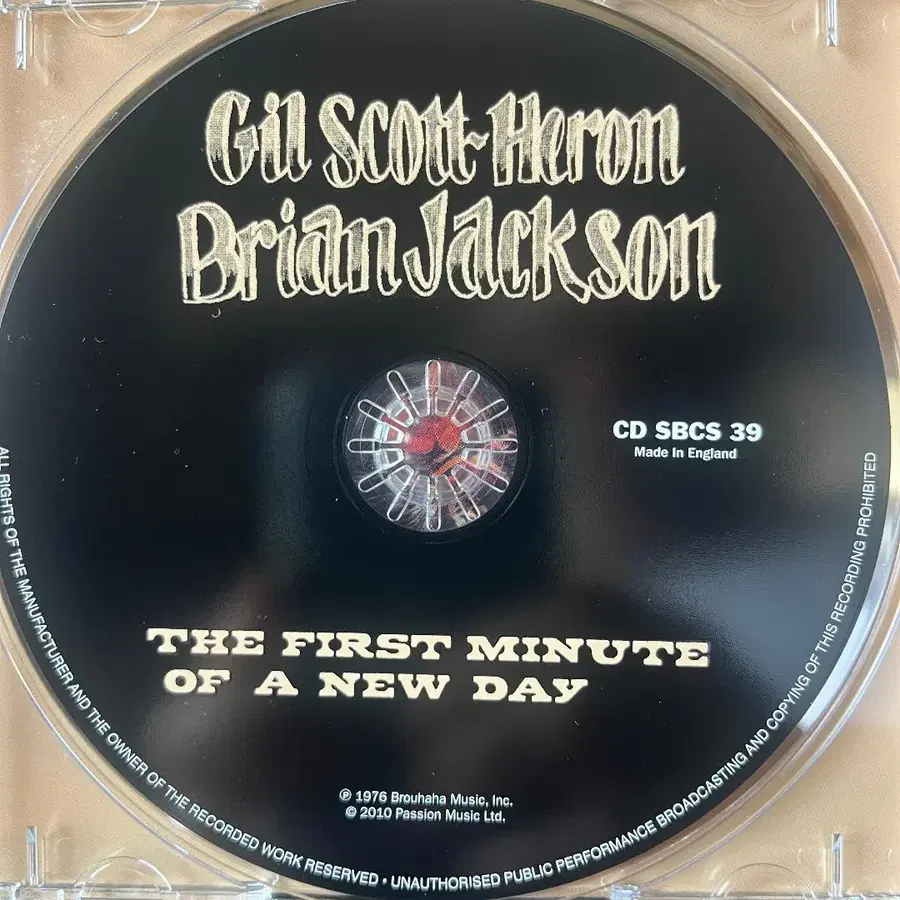 Gil Scott-Heron
Brian Jackson
CD SBCS 39
Made In England
THE FIRST MINUTE
OF A NEW DAY
℗ 1976 Brouhaha Music, Inc.
© 2010 Passion Music Ltd.
ALL RIGHTS OF THE MANUFACTURER AND THE OWNER OF THE RECORDED WORK RESERVED • UNAUTHORISED PUBLIC PERFORMANCE BROADCASTING AND COPYING OF THIS RECORDING PROHIBITED